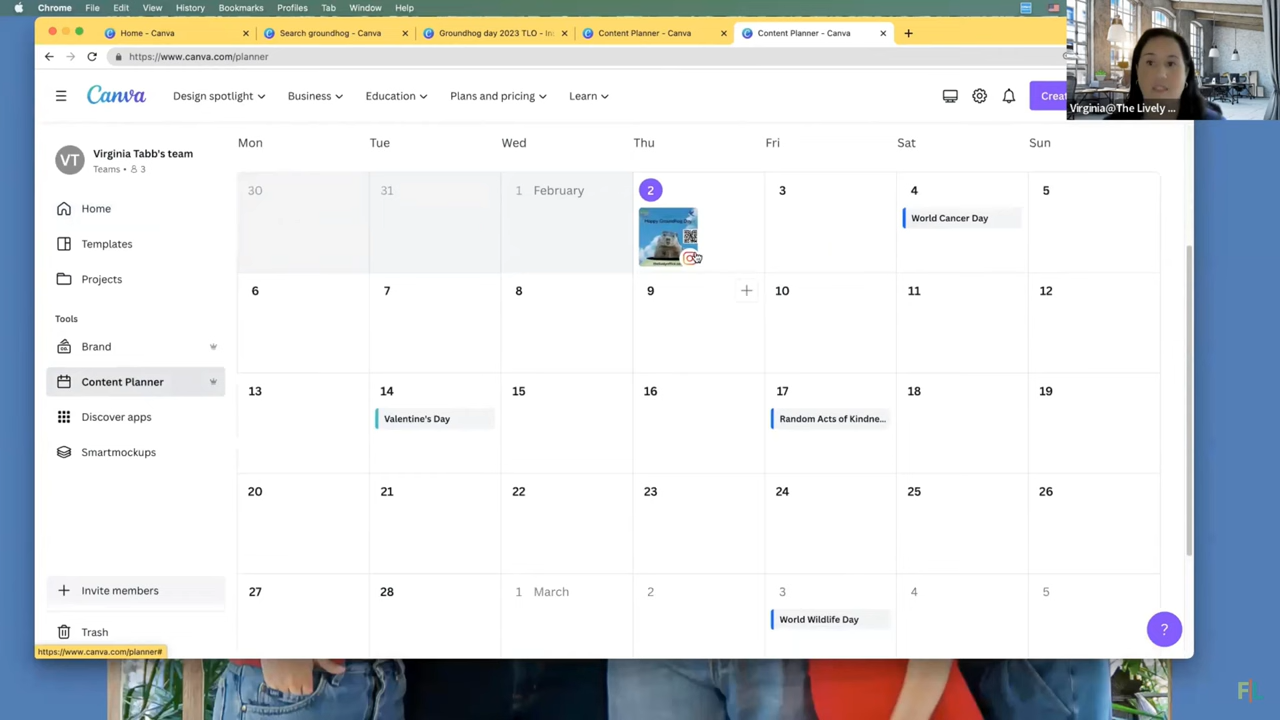 Chrome File Edit View History Bookmarks Profiles Tab Window Help
Home - Canva
Search groundhog - Canva
Groundhog day 2023 TLO - In
Content Planner - Canva
Content Planner - Canva
https://www.canva.com/planner
Canva Design spotlight Business Education Plans and pricing Learn Creat
Virginia@The Lively ...
Mon Tue Wed Thu Fri Sat Sun
VT Virginia Tabb's team
Teams • 3
Home
Templates
Projects
Tools
Brand
Content Planner
Discover apps
Smartmockups
Invite members
Trash
30 31 1 February 2 3 4 5
Happy Groundhog Day
World Cancer Day
6 7 8 9 10 11 12
13 14 15 16 17 18 19
Valentine's Day
Random Acts of Kindne...
20 21 22 23 24 25 26
27 28 1 March 2 3 4 5
World Wildlife Day
?
https://www.canva.com/planner#